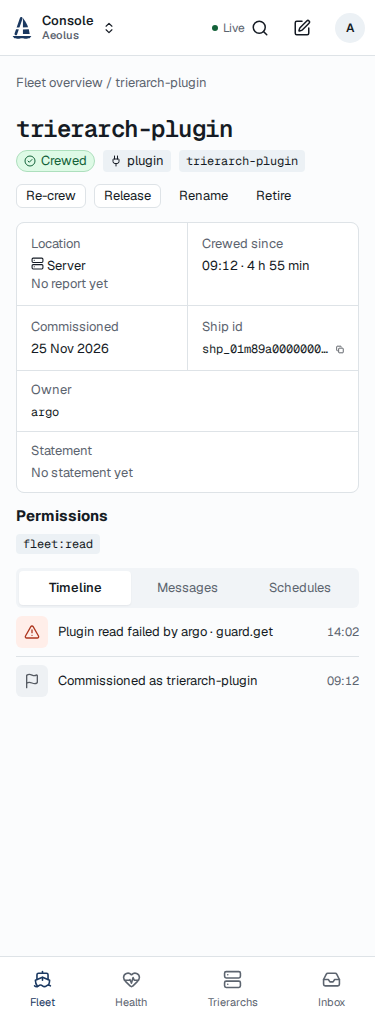 Console
Aeolus
Live
A
Fleet overview / trierarch-plugin
trierarch-plugin
Crewed
plugin
trierarch-plugin
Re-crew
Release
Rename
Retire
Location
Server
No report yet
Crewed since
09:12 · 4 h 55 min
Commissioned
25 Nov 2026
Ship id
shp_01m89a0000000…
Owner
argo
Statement
No statement yet
Permissions
fleet:read
Timeline
Messages
Schedules
Plugin read failed by argo · guard.get
14:02
Commissioned as trierarch-plugin
09:12
Fleet
Health
Trierarchs
Inbox